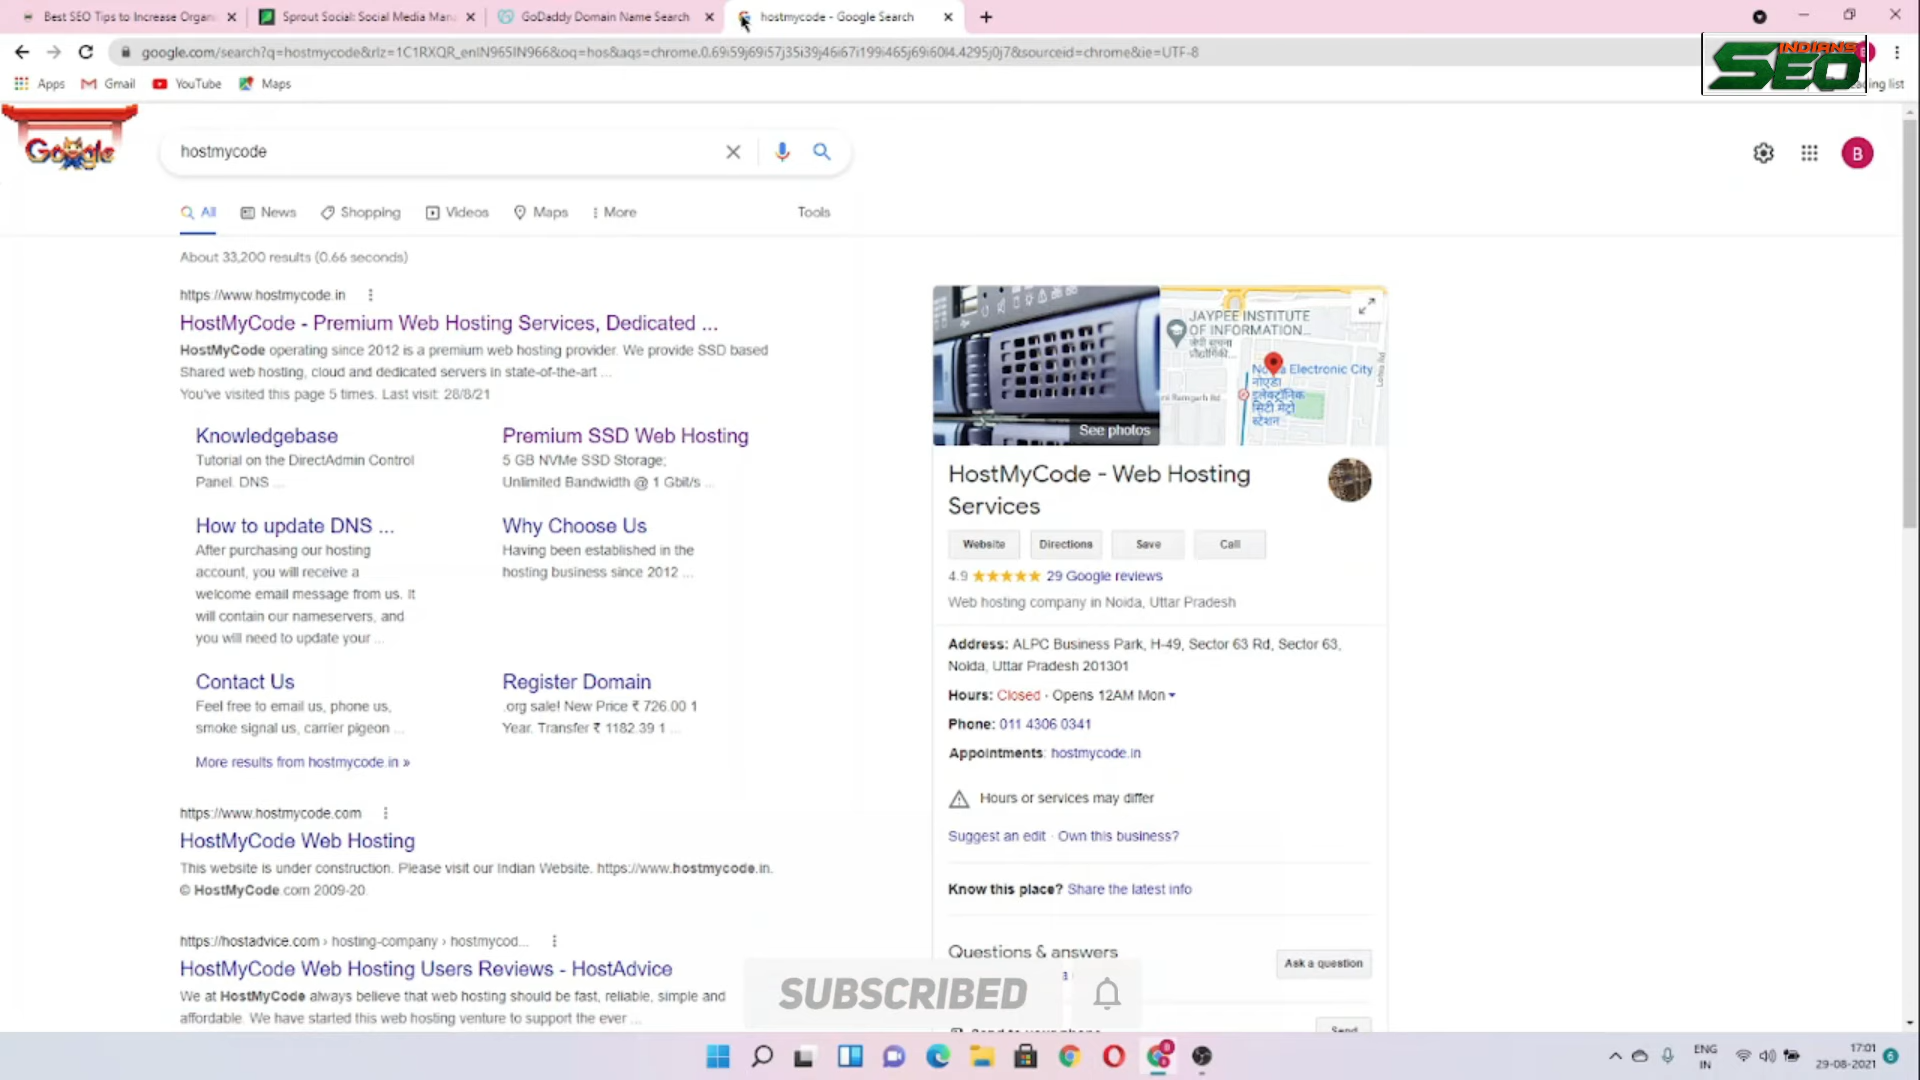 Best SEO Tips to Increase Organ
Sprout Social: Social Media Man
GoDaddy Domain Name Search
hostmycode - Google Search
google.com/search?q=hostmycode&rlz=1C1RXQR_enIN965IN966&oq=hos&aqs=chrome.0.69i59j69i57j35i39j46i67i199i465j69i60l4.4295j0j7&sourceid=chrome&ie=UTF-8
INDIANS
SEO
Apps
Gmail
YouTube
Maps
Google
hostmycode
B
All
News
Shopping
Videos
Maps
More
Tools
About 33,200 results (0.66 seconds)
https://www.hostmycode.in
HostMyCode - Premium Web Hosting Services, Dedicated ...
HostMyCode operating since 2012 is a premium web hosting provider. We provide SSD based
Shared web hosting, cloud and dedicated servers in state-of-the-art ...
You've visited this page 5 times. Last visit: 28/8/21
Knowledgebase
Tutorial on the DirectAdmin Control
Panel. DNS ...
Premium SSD Web Hosting
5 GB NVMe SSD Storage;
Unlimited Bandwidth @ 1 Gbit/s ...
How to update DNS ...
After purchasing our hosting
account, you will receive a
welcome email message from us. It
will contain our nameservers, and
you will need to update your ...
Why Choose Us
Having been established in the
hosting business since 2012 ...
Contact Us
Feel free to email us, phone us,
smoke signal us, carrier pigeon ...
Register Domain
.org sale! New Price ₹ 726.00 1
Year. Transfer ₹ 1182.39 1 ...
More results from hostmycode.in »
https://www.hostmycode.com
HostMyCode Web Hosting
This website is under construction. Please visit our Indian Website. https://www.hostmycode.in.
© HostMyCode.com 2009-20.
https://hostadvice.com › hosting-company › hostmycod...
HostMyCode Web Hosting Users Reviews - HostAdvice
We at HostMyCode always believe that web hosting should be fast, reliable, simple and
affordable. We have started this web hosting venture to support the ever ...
See photos
JAYPEE INSTITUTE
OF INFORMATION...
Electronic City
नोएडा
इलेक्ट्रॉनिक
सिटी मेट्रो
स्टेशन
HostMyCode - Web Hosting
Services
Website
Directions
Save
Call
4.9 ★★★★★ 29 Google reviews
Web hosting company in Noida, Uttar Pradesh
Address: ALPC Business Park, H-49, Sector 63 Rd, Sector 63,
Noida, Uttar Pradesh 201301
Hours: Closed · Opens 12AM Mon
Phone: 011 4306 0341
Appointments: hostmycode.in
Hours or services may differ
Suggest an edit · Own this business?
Know this place? Share the latest info
Questions & answers
Ask a question
SUBSCRIBED
ENG
IN
17:01
29-08-2021
6